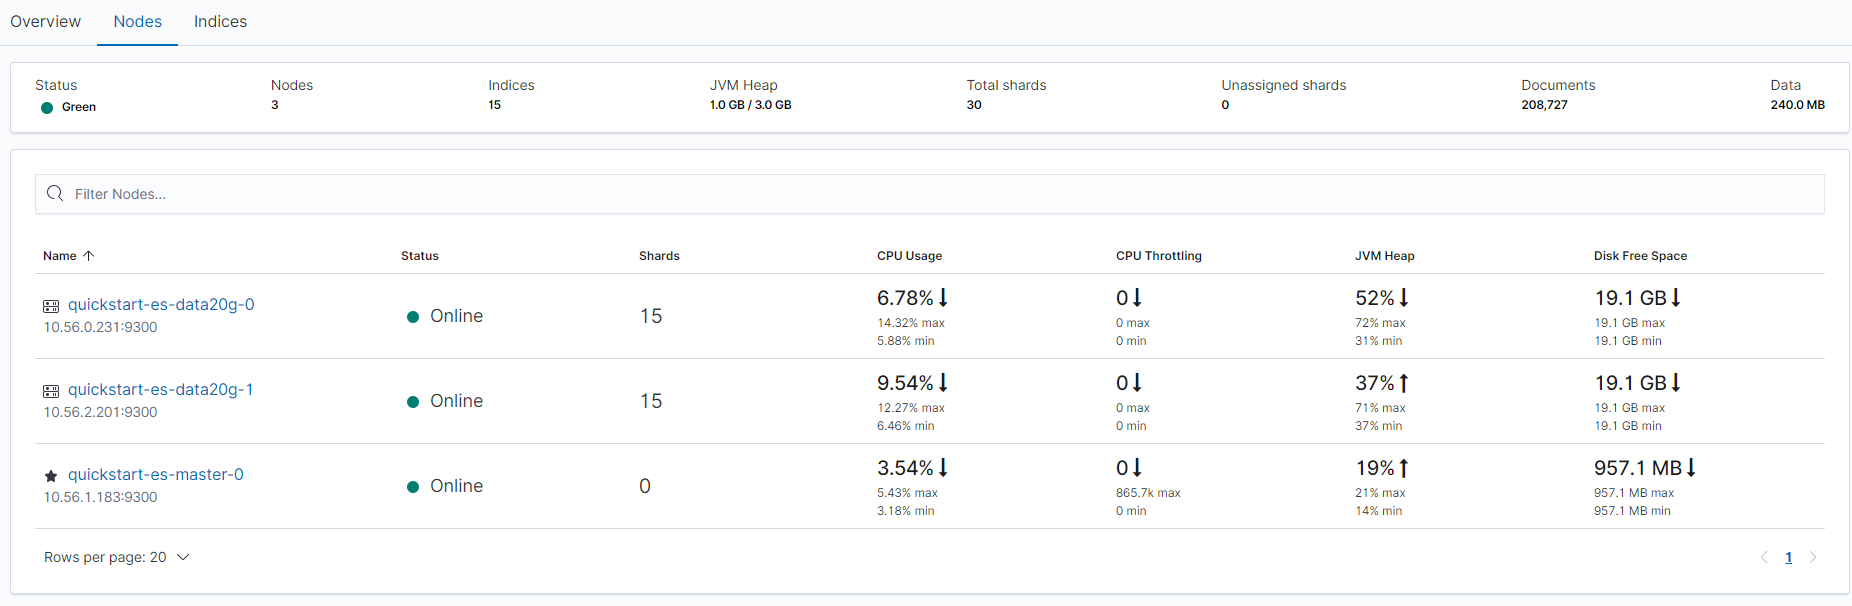 Overview Nodes Indices
Status Nodes Indices JVM Heap Total shards Unassigned shards Documents Data
Green 3 15 1.0 GB / 3.0 GB 30 0 208,727 240.0 MB
Filter Nodes...
Name Status Shards CPU Usage CPU Throttling JVM Heap Disk Free Space
quickstart-es-data20g-0 Online 15 6.78% 0 52% 19.1 GB
10.56.0.231:9300 14.32% max 0 max 72% max 19.1 GB max
5.88% min 0 min 31% min 19.1 GB min
quickstart-es-data20g-1 Online 15 9.54% 0 37% 19.1 GB
10.56.2.201:9300 12.27% max 0 max 71% max 19.1 GB max
6.46% min 0 min 37% min 19.1 GB min
quickstart-es-master-0 Online 0 3.54% 0 19% 957.1 MB
10.56.1.183:9300 5.43% max 865.7k max 21% max 957.1 MB max
3.18% min 0 min 14% min 957.1 MB min
Rows per page: 20 1